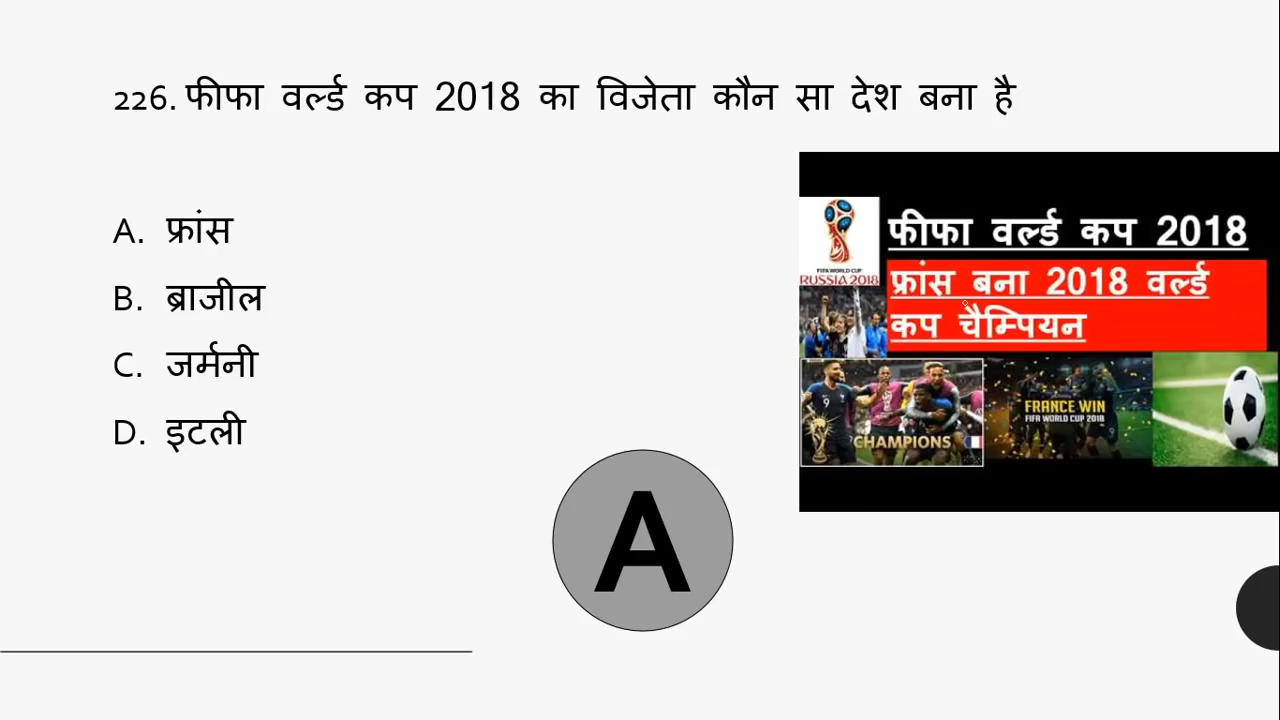 226. फीफा वर्ल्ड कप 2018 का विजेता कौन सा देश बना है
A. फ्रांस
B. ब्राजील
C. जर्मनी
D. इटली
A
फीफा वर्ल्ड कप 2018
फ्रांस बना 2018 वर्ल्ड
कप चैम्पियन
FIFA WORLD CUP
RUSSIA 2018
9
CHAMPIONS
FRANCE WIN
FIFA WORLD CUP 2018